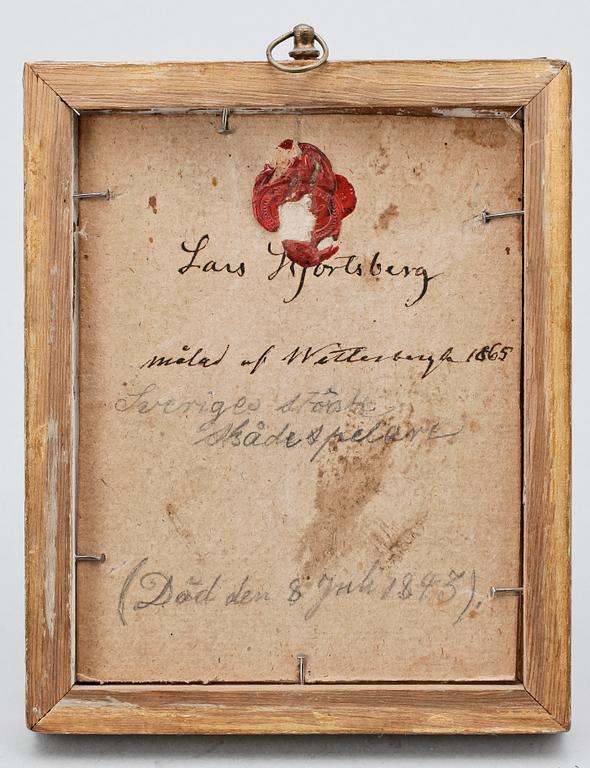 Lars Hjortsberg
målad af Wetterbergh 1865
Sveriges störste
skådespelare
(Död den 8 Juli 1843).